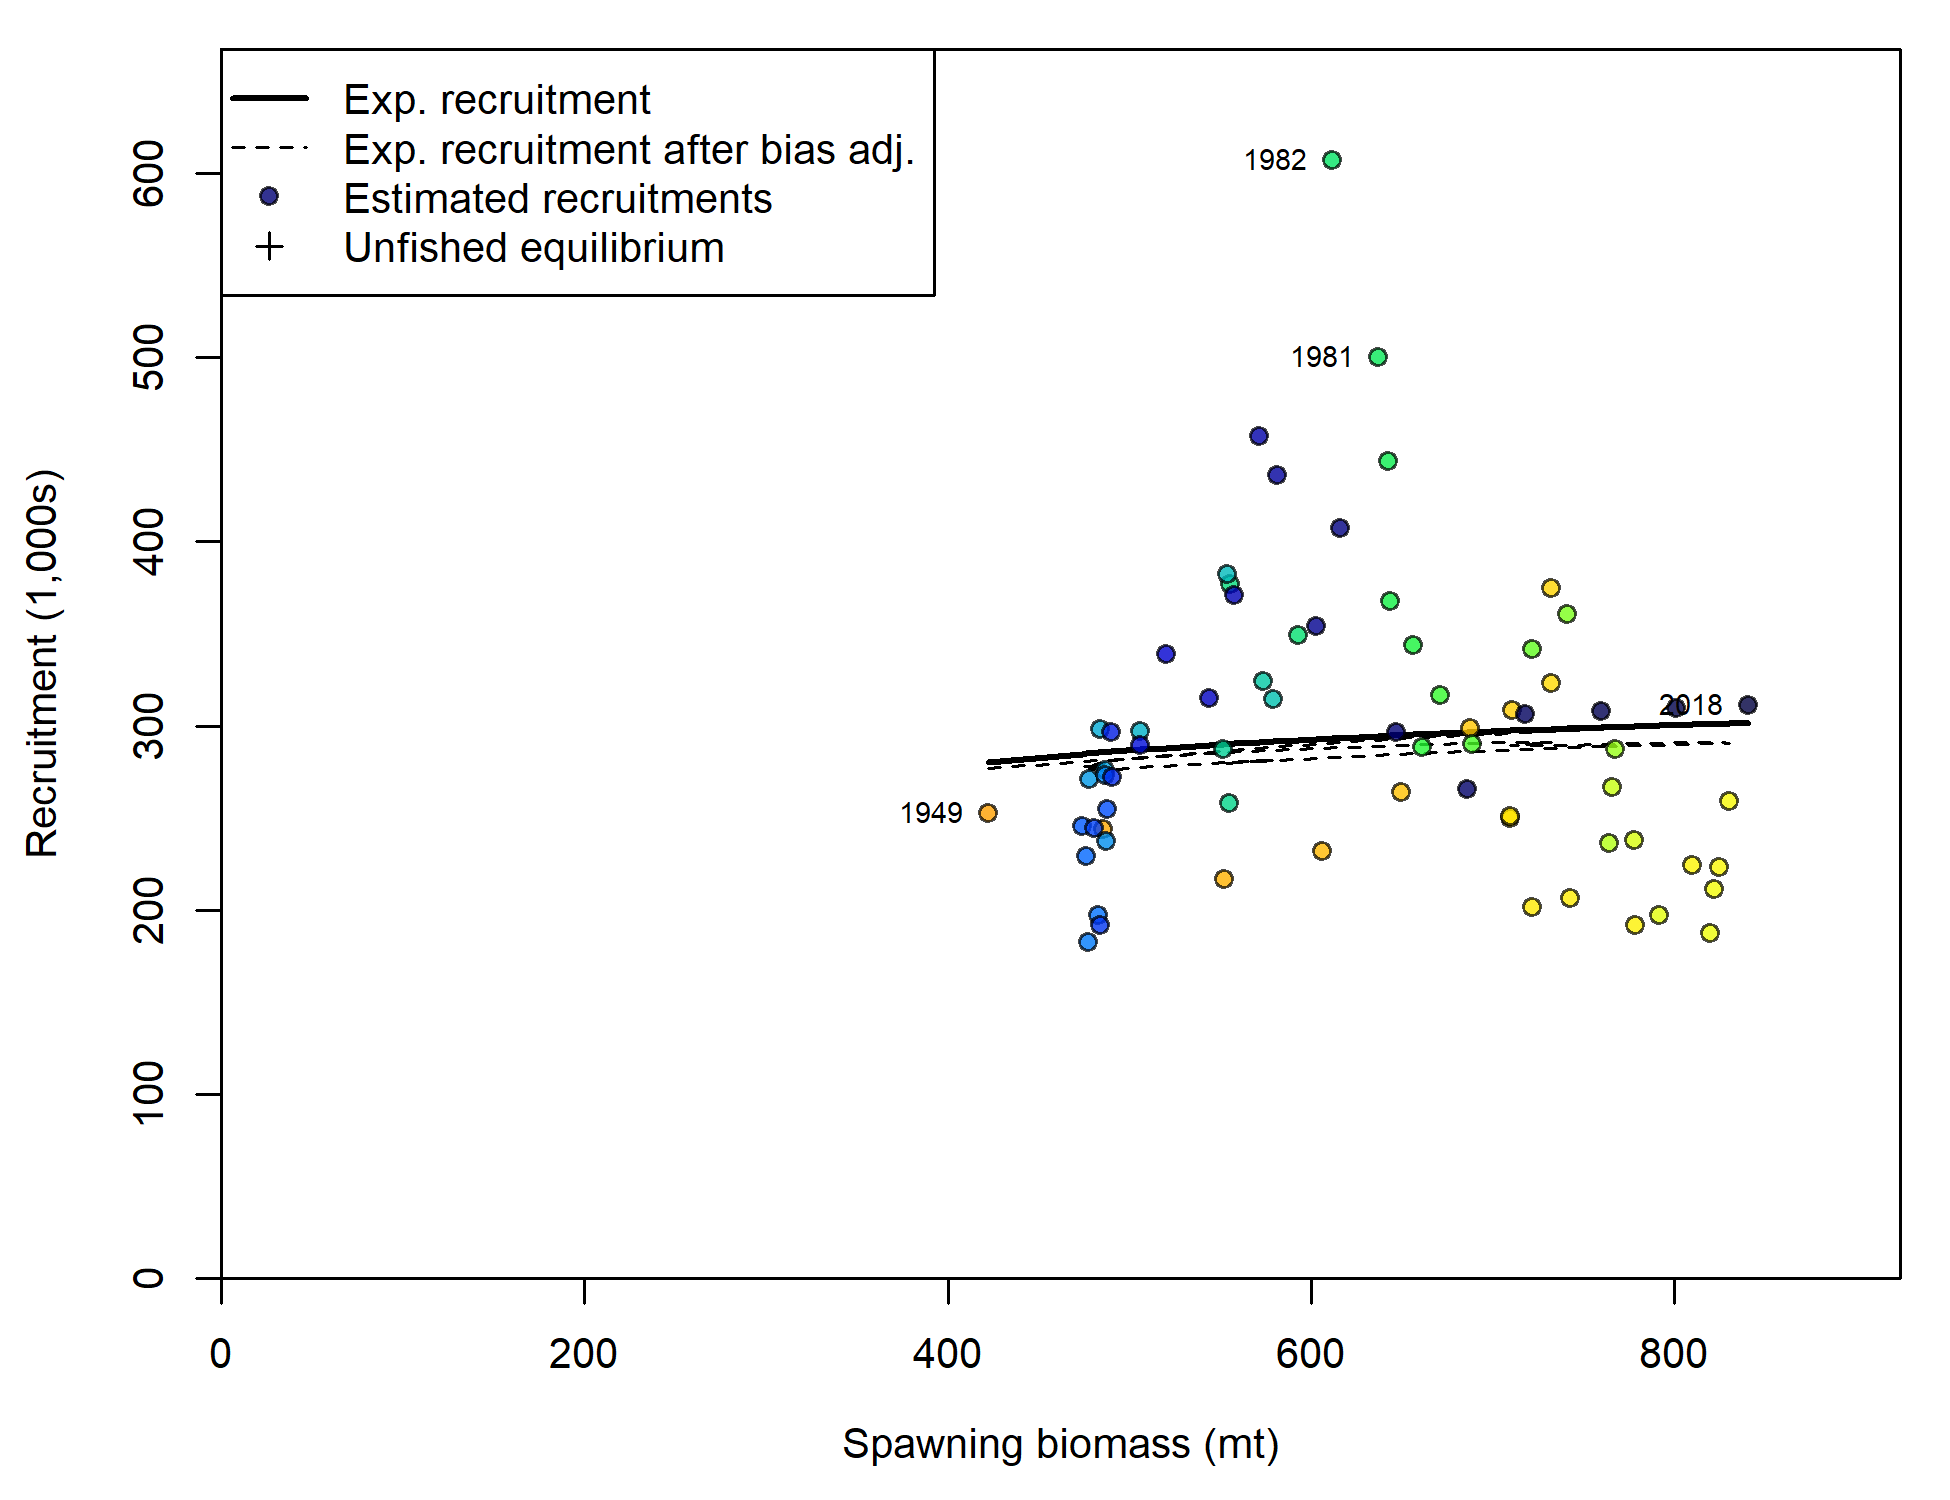 Exp. recruitment
Exp. recruitment after bias adj.
Estimated recruitments
Unfished equilibrium
1982
1981
2018
1949
Recruitment (1,000s)
600
500
400
300
200
100
0
0 200 400 600 800
Spawning biomass (mt)